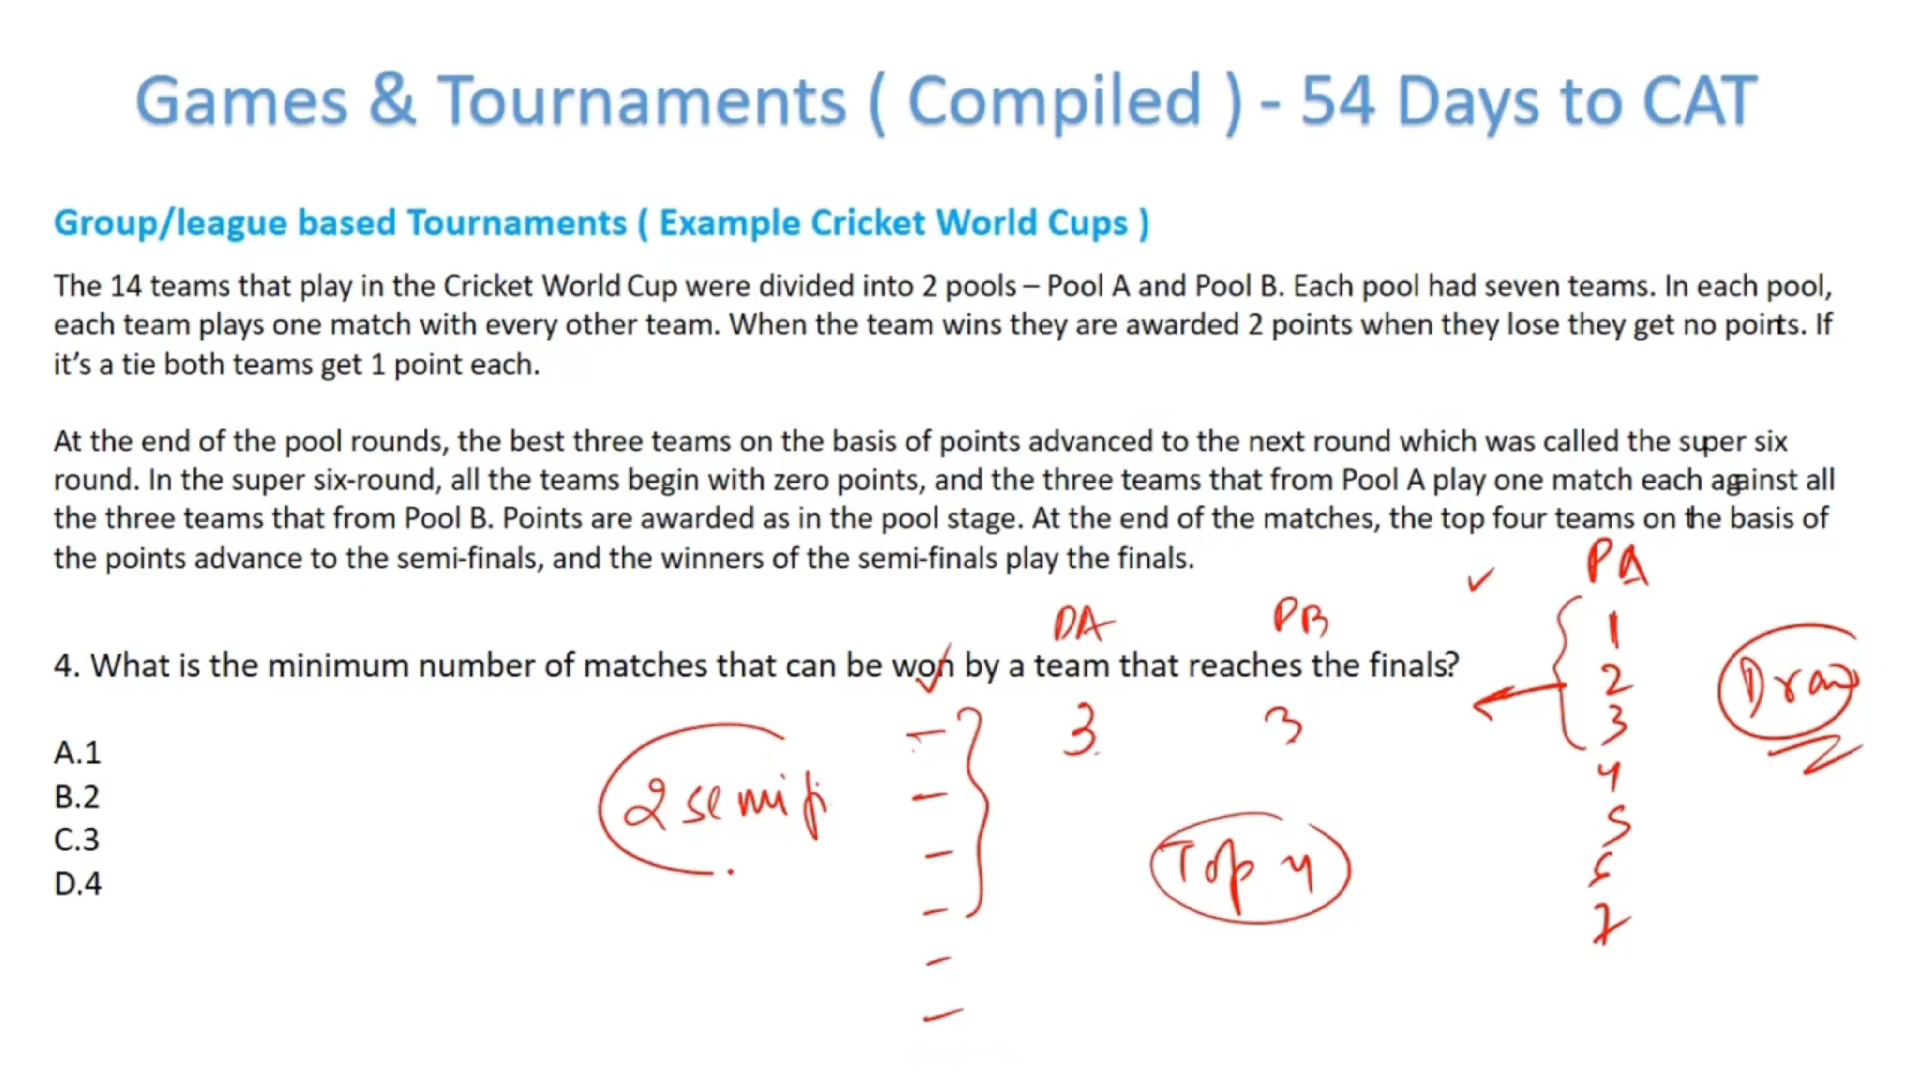 Games & Tournaments ( Compiled ) - 54 Days to CAT
Group/league based Tournaments ( Example Cricket World Cups )
The 14 teams that play in the Cricket World Cup were divided into 2 pools – Pool A and Pool B. Each pool had seven teams. In each pool,
each team plays one match with every other team. When the team wins they are awarded 2 points when they lose they get no points. If
it's a tie both teams get 1 point each.
At the end of the pool rounds, the best three teams on the basis of points advanced to the next round which was called the super six
round. In the super six-round, all the teams begin with zero points, and the three teams that from Pool A play one match each against all
the three teams that from Pool B. Points are awarded as in the pool stage. At the end of the matches, the top four teams on the basis of
the points advance to the semi-finals, and the winners of the semi-finals play the finals.
PA
PA PB
1
4. What is the minimum number of matches that can be won by a team that reaches the finals?
2 Draw
3 3 3
A.1
4
B.2
2 semi
5
C.3
Top 4
6
D.4
7